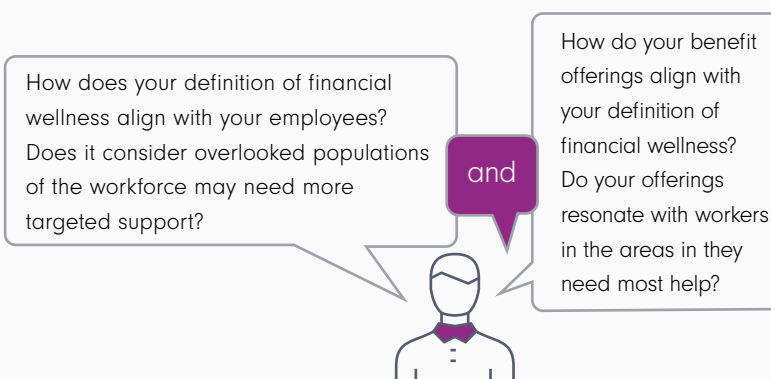 How does your definition of financial
wellness align with your employees?
Does it consider overlooked populations
of the workforce may need more
targeted support?
and
How do your benefit
offerings align with
your definition of
financial wellness?
Do your offerings
resonate with workers
in the areas in they
need most help?